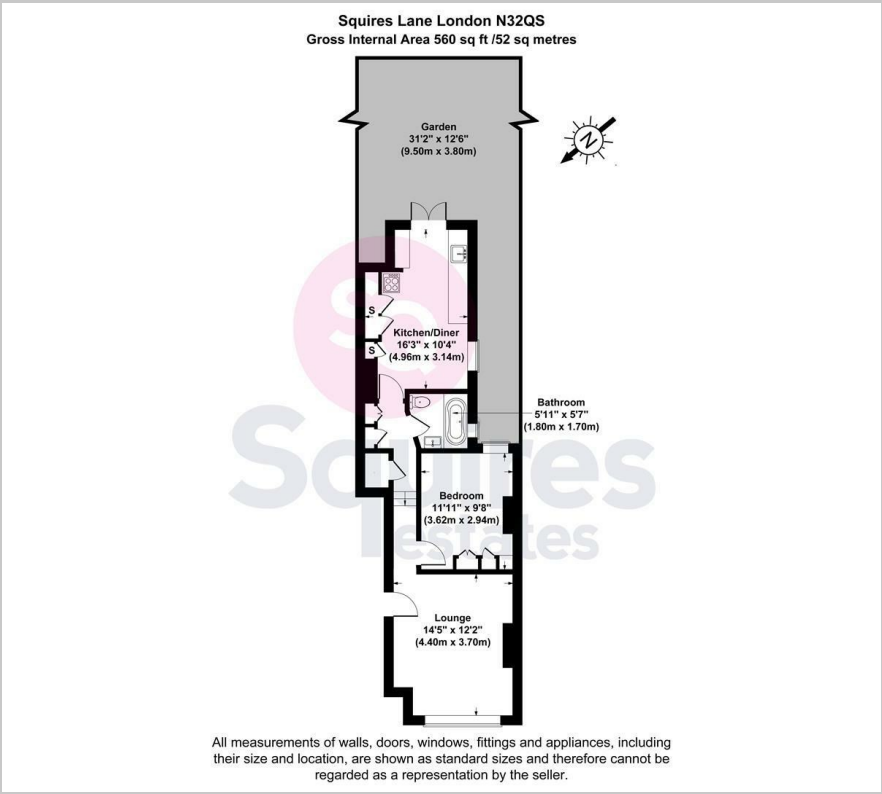 Squires Lane London N32QS
Gross Internal Area 560 sq ft /52 sq metres
Garden
31'2" x 12'6"
(9.50m x 3.80m)
N
SQ
S
Kitchen/Diner
16'3" x 10'4"
(4.96m x 3.14m)
S
Bathroom
5'11" x 5'7"
(1.80m x 1.70m)
Squires
estates
Bedroom
11'11" x 9'8"
(3.62m x 2.94m)
Lounge
14'5" x 12'2"
(4.40m x 3.70m)
All measurements of walls, doors, windows, fittings and appliances, including
their size and location, are shown as standard sizes and therefore cannot be
regarded as a representation by the seller.